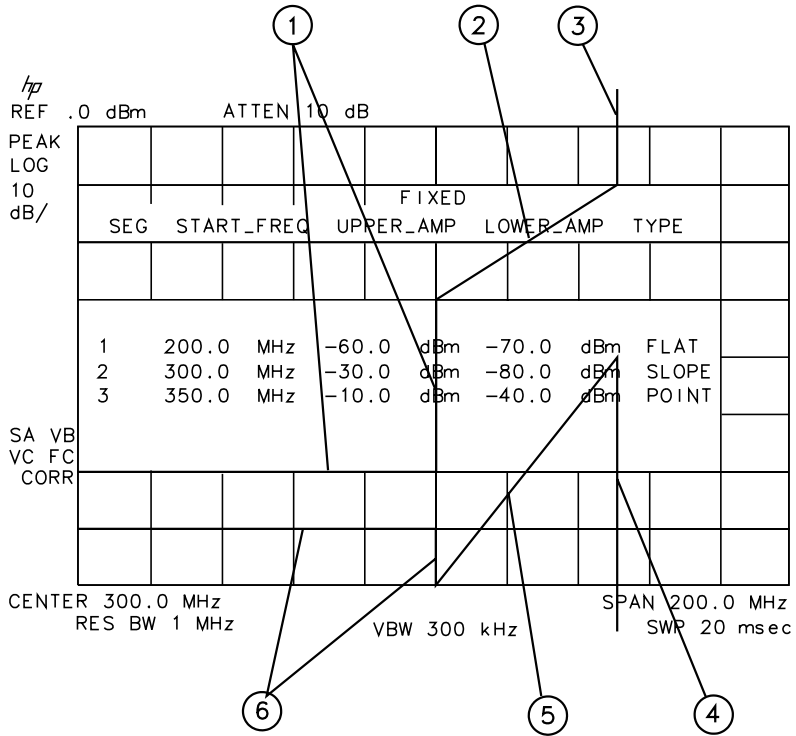 1 2 3
hp
REF .0 dBm ATTEN 10 dB
PEAK
LOG
10
dB/
FIXED
SEG START_FREQ UPPER_AMP LOWER_AMP TYPE
1 200.0 MHz -60.0 dBm -70.0 dBm FLAT
2 300.0 MHz -30.0 dBm -80.0 dBm SLOPE
3 350.0 MHz -10.0 dBm -40.0 dBm POINT
SA VB
VC FC
CORR
CENTER 300.0 MHz SPAN 200.0 MHz
RES BW 1 MHz VBW 300 kHz SWP 20 msec
6 5 4